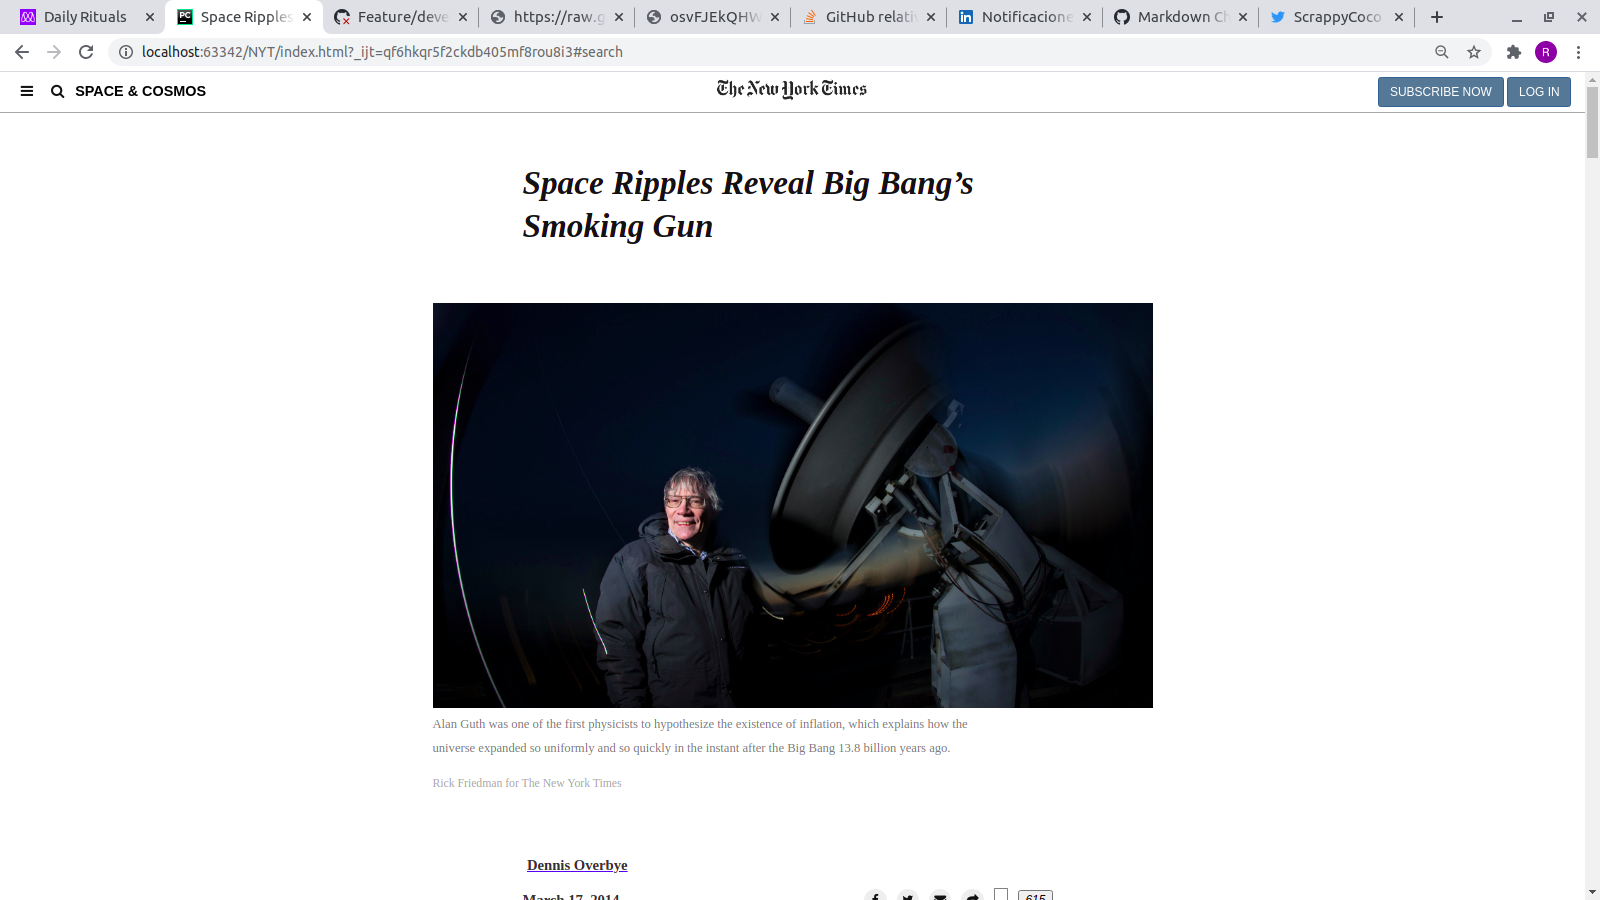 Daily Rituals
Space Ripples
Feature/deve
https://raw.g
osvFJEkQHW
GitHub relati
Notificacione
Markdown Ch
ScrappyCoco
localhost:63342/NYT/index.html?_ijt=qf6hkqr5f2ckdb405mf8rou8i3#search
R
SPACE & COSMOS
The New York Times
SUBSCRIBE NOW
LOG IN
Space Ripples Reveal Big Bang’s
Smoking Gun
Alan Guth was one of the first physicists to hypothesize the existence of inflation, which explains how the
universe expanded so uniformly and so quickly in the instant after the Big Bang 13.8 billion years ago.
Rick Friedman for The New York Times
Dennis Overbye
March 17, 2014
615